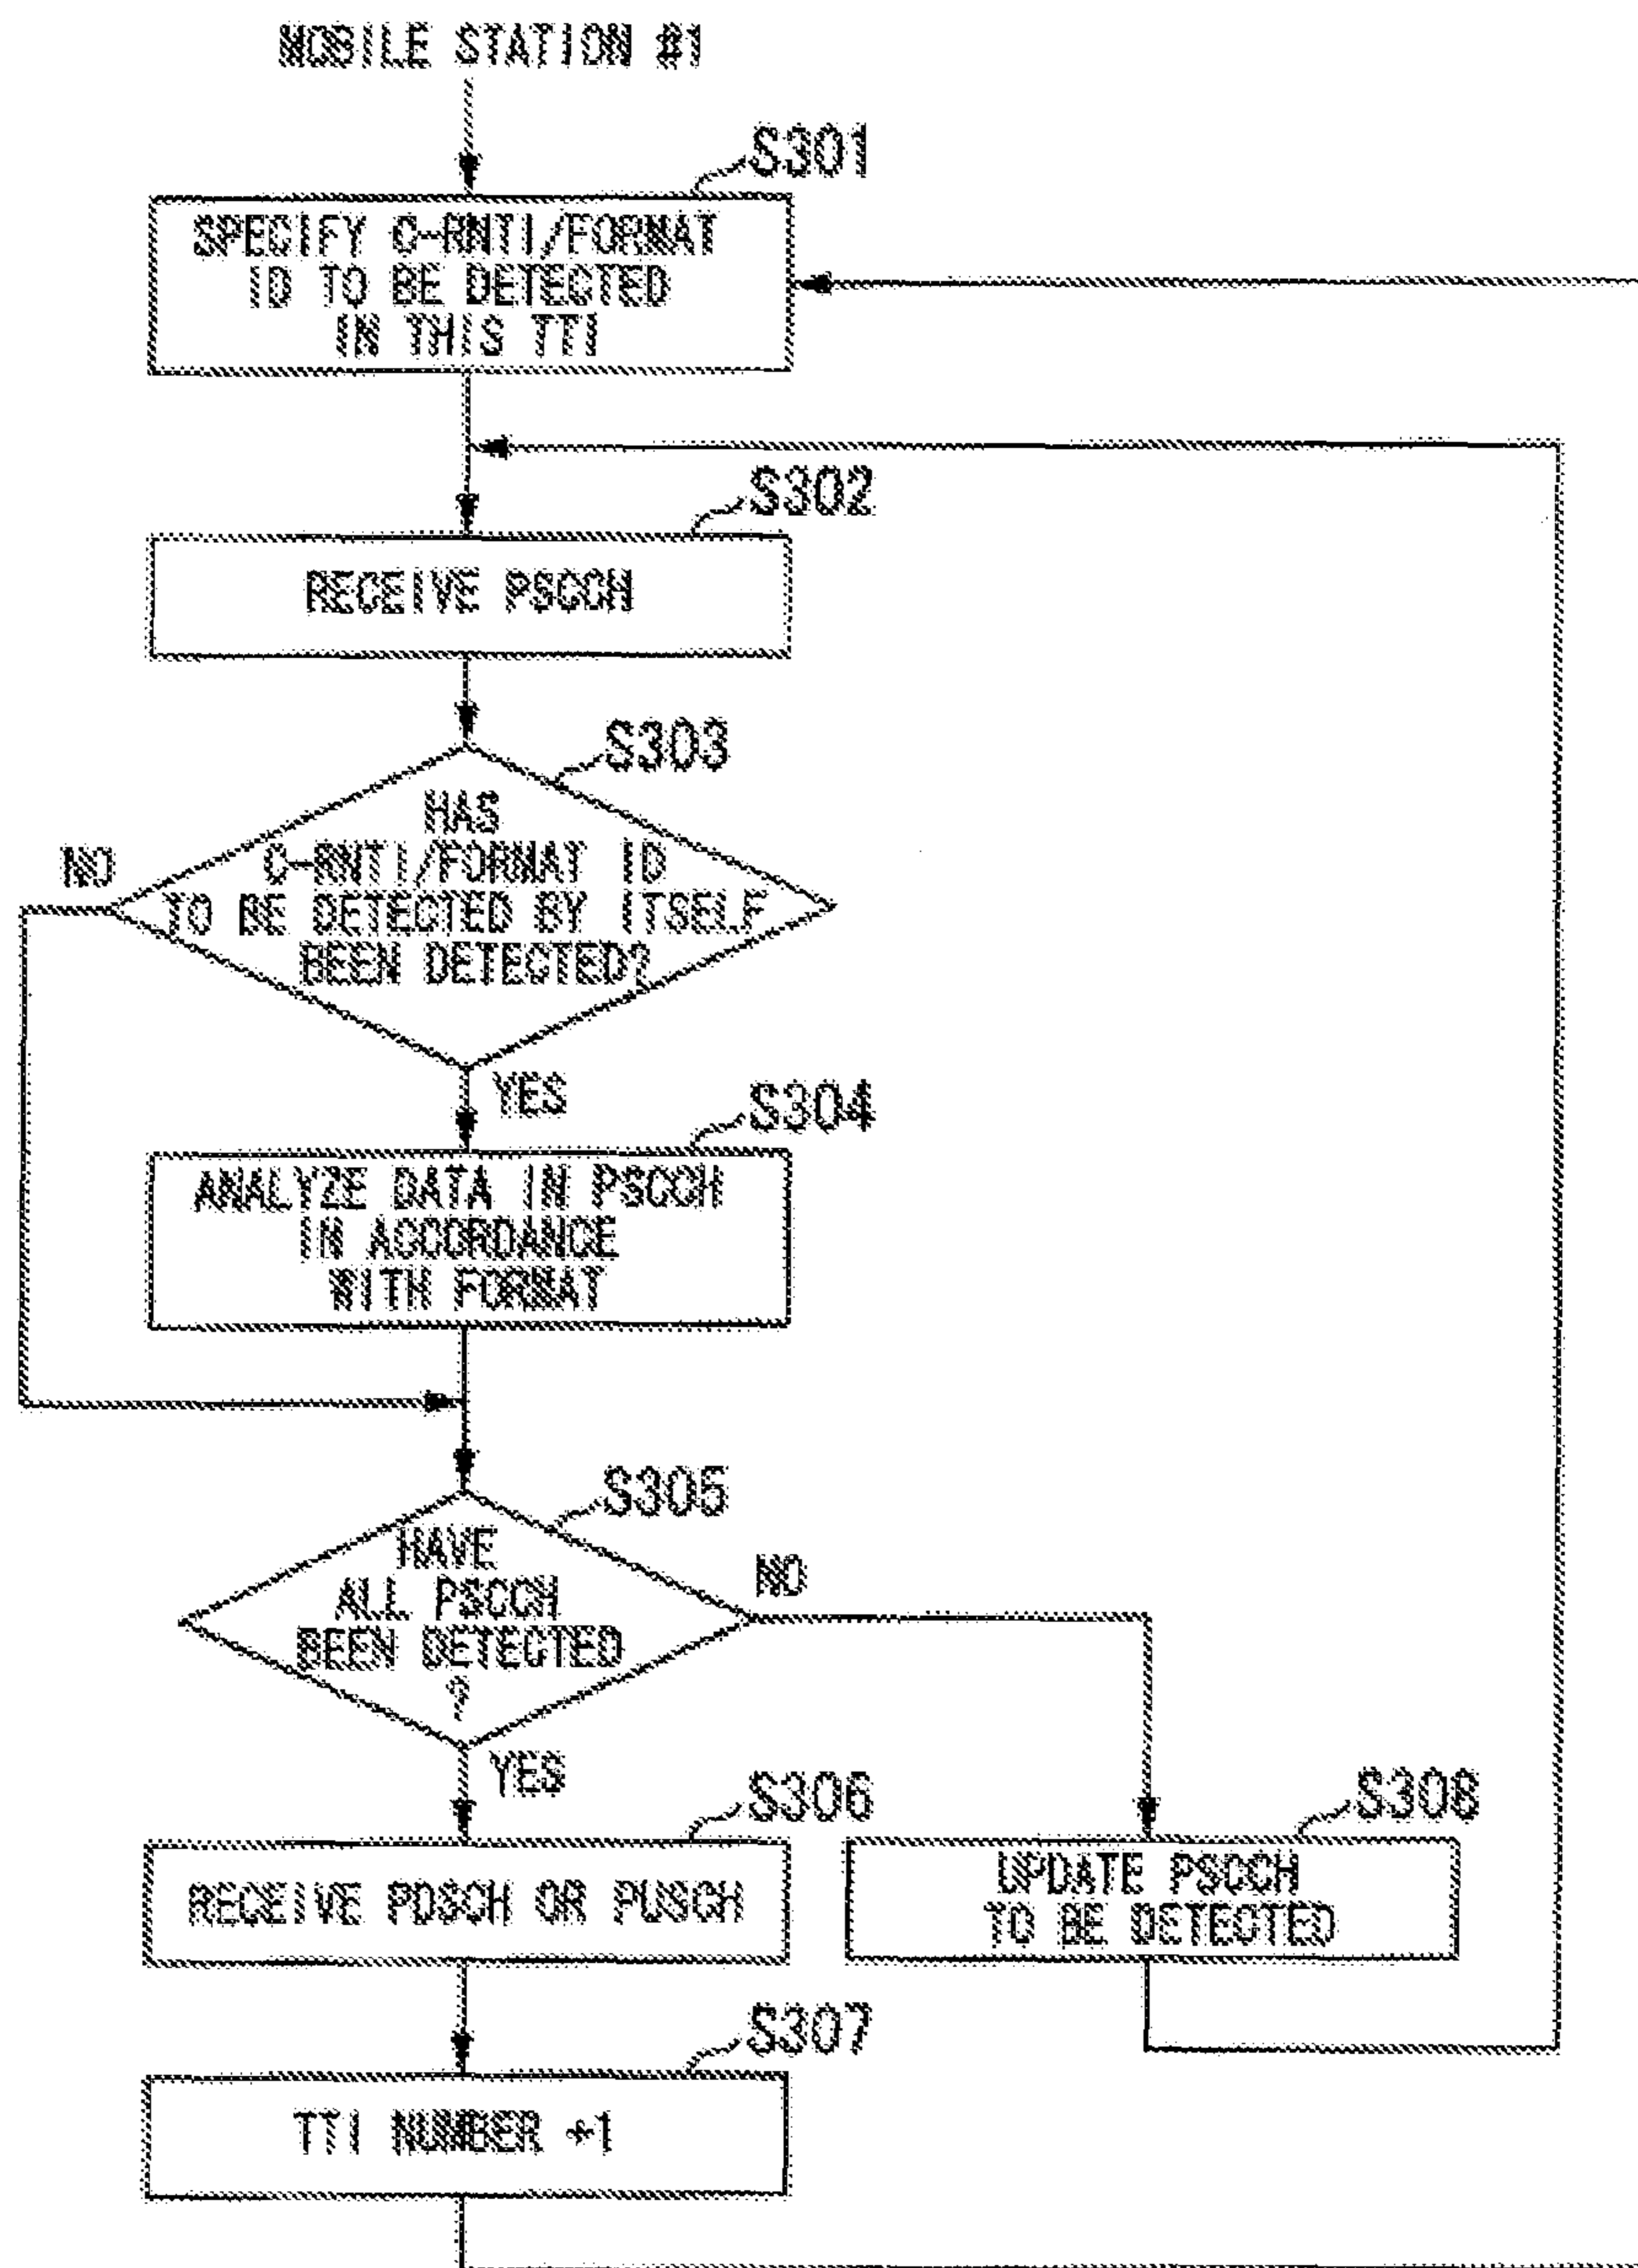 MOBILE STATION #1
S301
SPECIFY C-RNTI/FORMAT
ID TO BE DETECTED
IN THIS TTI
S302
RECEIVE PSCCH
S303
HAS
C-RNTI/FORMAT ID
TO BE DETECTED BY ITSELF
BEEN DETECTED?
NO
YES
S304
ANALYZE DATA IN PSCCH
IN ACCORDANCE
WITH FORMAT
S305
HAVE
ALL PSCCH
BEEN DETECTED
?
NO
YES
S306
RECEIVE PDSCH OR PUSCH
S308
UPDATE PSCCH
TO BE DETECTED
S307
TTI NUMBER +1